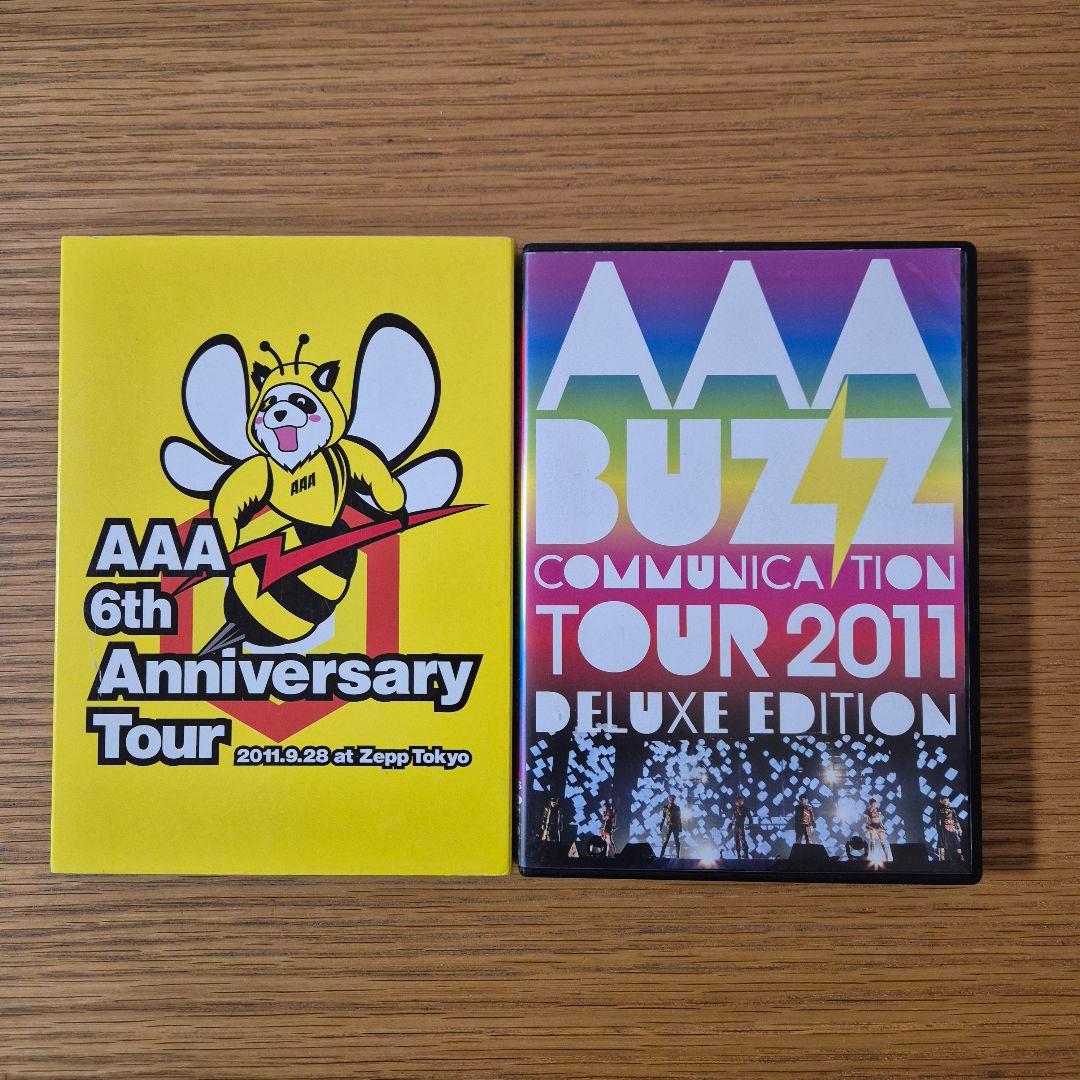 AAA
AAA
6th
Anniversary
Tour
2011.9.28 at Zepp Tokyo
AAA
BUZZ
COMMUNICATION
TOUR 2011
DELUXE EDITION